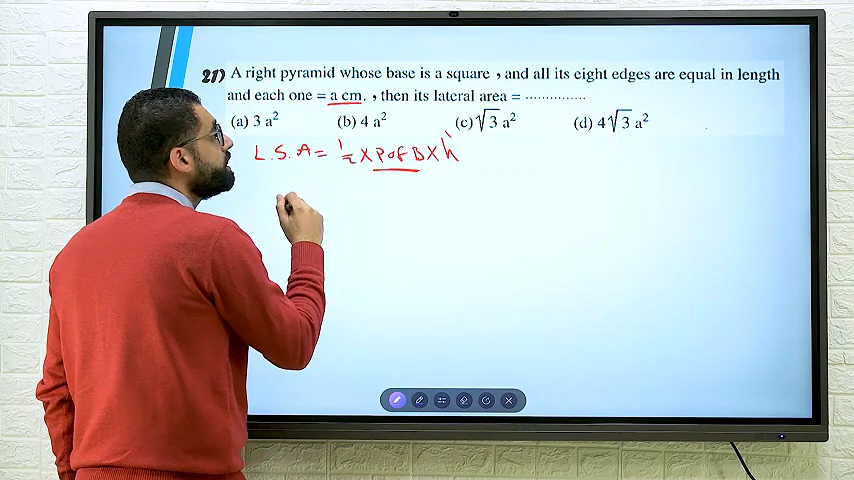 21) A right pyramid whose base is a square , and all its eight edges are equal in length
and each one = a cm. , then its lateral area = ...............
(a) 3 a² (b) 4 a² (c) √3 a² (d) 4 √3 a²
L.S.A = 1/2 × P of B × h'